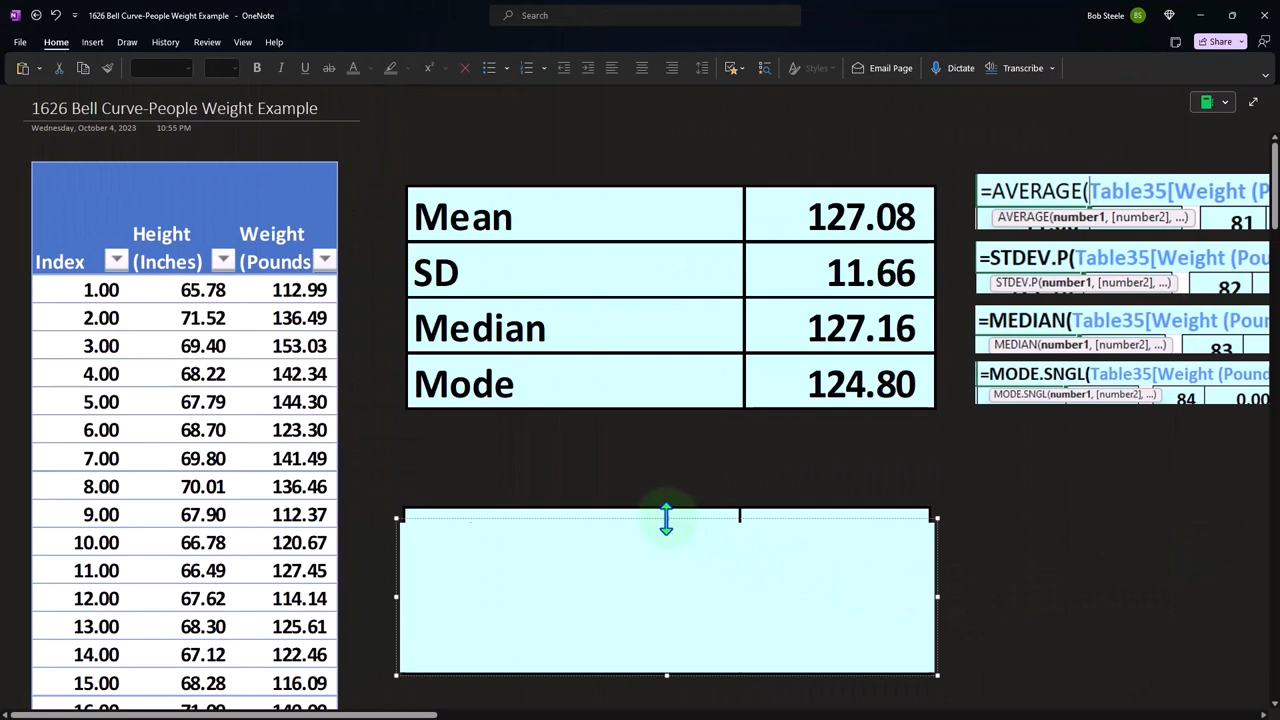 1626 Bell Curve-People Weight Example - OneNote
Search
Bob Steele
BS
File Home Insert Draw History Review View Help
Share
Styles
Email Page
Dictate
Transcribe
1626 Bell Curve-People Weight Example
Wednesday, October 4, 2023 10:55 PM
Index Height (Inches) Weight (Pounds
1.00 65.78 112.99
2.00 71.52 136.49
3.00 69.40 153.03
4.00 68.22 142.34
5.00 67.79 144.30
6.00 68.70 123.30
7.00 69.80 141.49
8.00 70.01 136.46
9.00 67.90 112.37
10.00 66.78 120.67
11.00 66.49 127.45
12.00 67.62 114.14
13.00 68.30 125.61
14.00 67.12 122.46
15.00 68.28 116.09
Mean 127.08
SD 11.66
Median 127.16
Mode 124.80
=AVERAGE(Table35[Weight (P
AVERAGE(number1, [number2], ...) 81
=STDEV.P(Table35[Weight (Pou
STDEV.P(number1, [number2], ...) 82
=MEDIAN(Table35[Weight (Poun
MEDIAN(number1, [number2], ...) 83
=MODE.SNGL(Table35[Weight (Pound
MODE.SNGL(number1, [number2], ...) 84 0.00